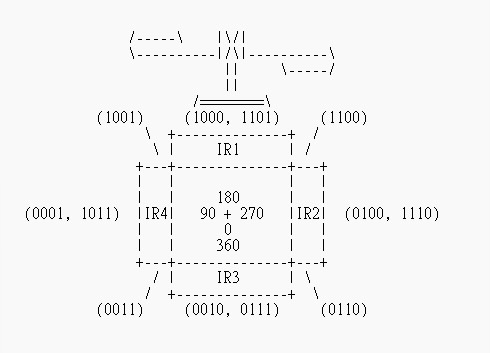 (1001) (1000, 1101) (1100)
IR1
180
(0001, 1011) IR4 90 + 270 IR2 (0100, 1110)
0
360
IR3
(0011) (0010, 0111) (0110)